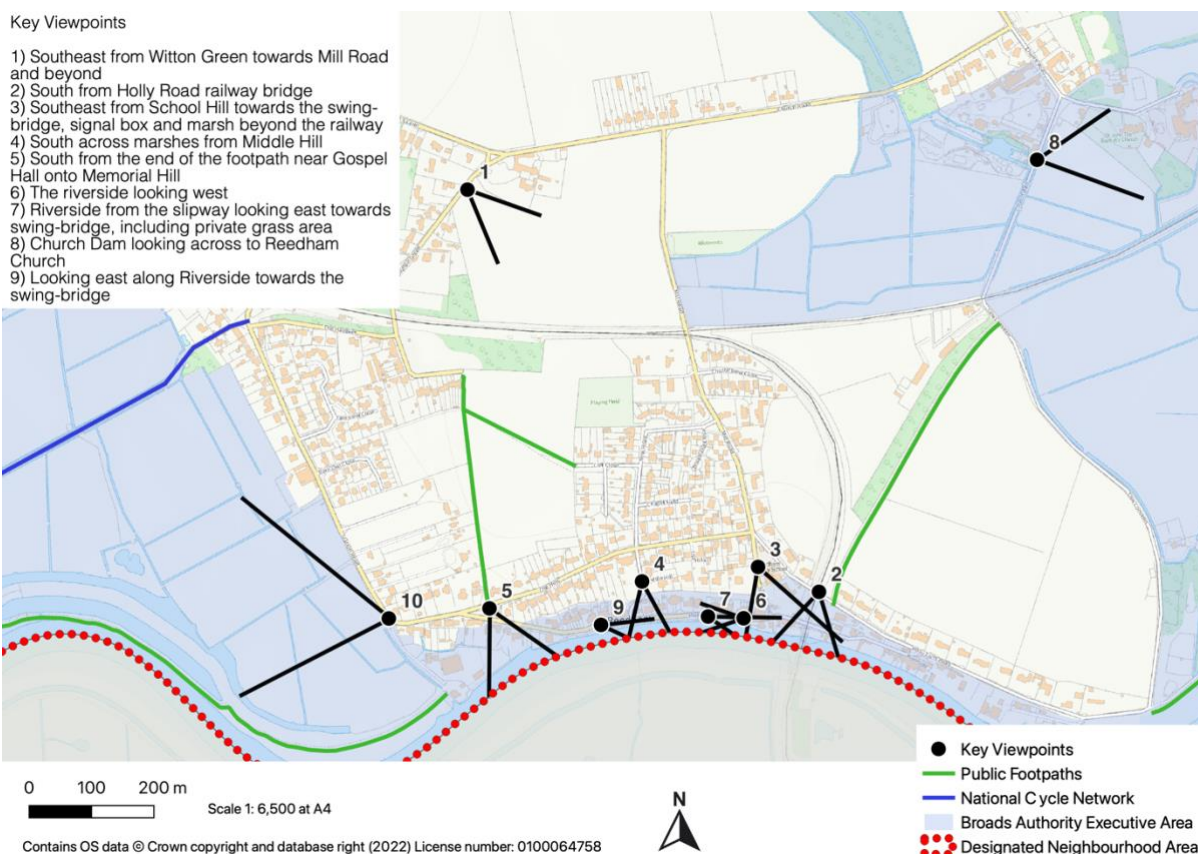 Key Viewpoints
1) Southeast from Witton Green towards Mill Road
and beyond
2) South from Holly Road railway bridge
3) Southeast from School Hill towards the swing-
bridge, signal box and marsh beyond the railway
4) South across marshes from Middle Hill
5) South from the end of the footpath near Gospel
Hall onto Memorial Hill
6) The riverside looking west
7) Riverside from the slipway looking east towards
swing-bridge, including private grass area
8) Church Dam looking across to Reedham
Church
9) Looking east along Riverside towards the
swing-bridge
1
8
Playing Field
3
4
2
5
7
6
9
10
Key Viewpoints
Public Footpaths
National Cycle Network
Broads Authority Executive Area
Designated Neighbourhood Area
0 100 200 m
Scale 1: 6,500 at A4
N
Contains OS data © Crown copyright and database right (2022) License number: 0100064758